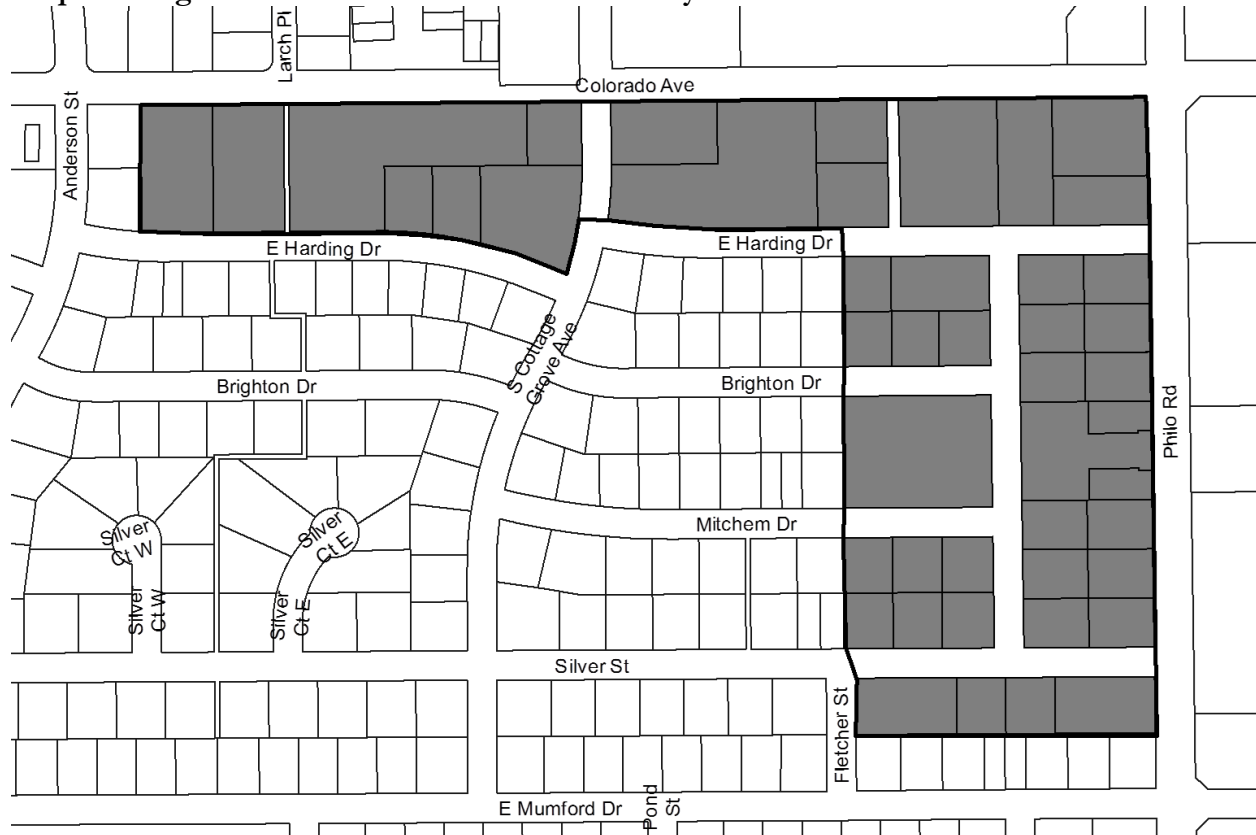 Larch Pl
Colorado Ave
Anderson St
E Harding Dr
E Harding Dr
S Cottage
Grove Ave
Brighton Dr
Brighton Dr
Philo Rd
Silver
Ct W
Silver
Ct E
Mitchem Dr
Silver
Ct W
Silver
Ct E
Silver St
Fletcher St
E Mumford Dr
Pond
St